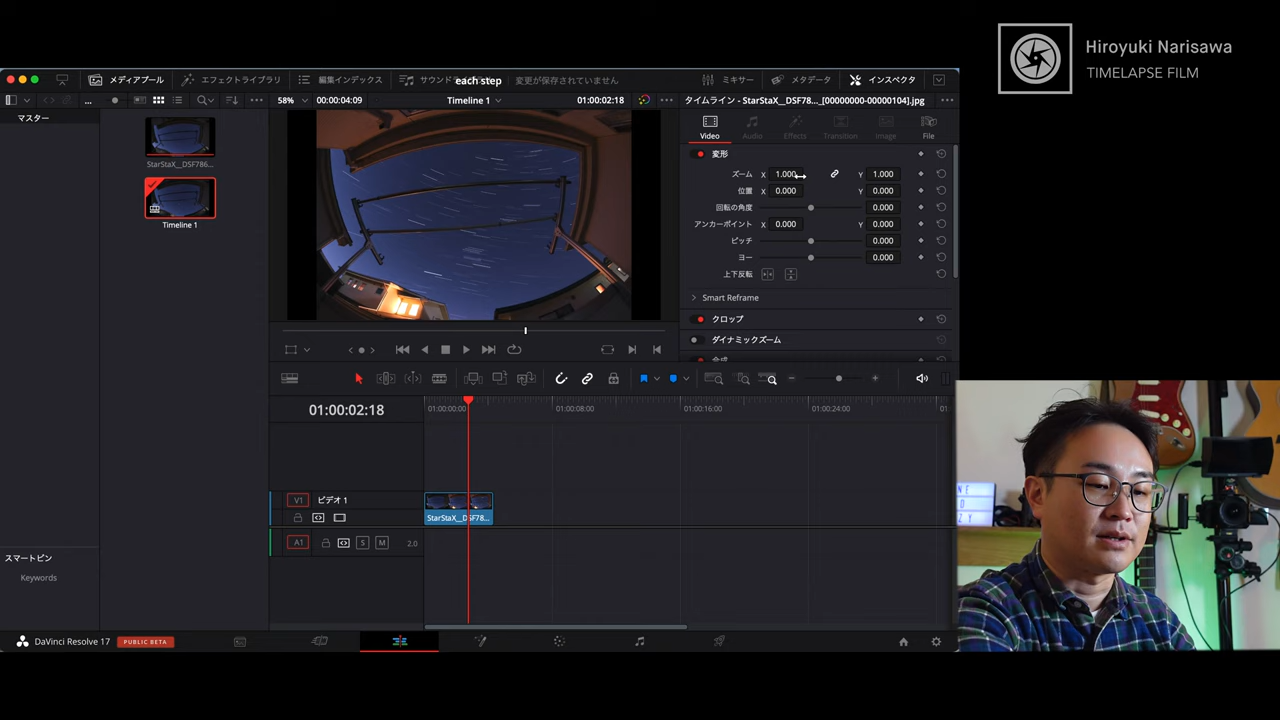 Hiroyuki Narisawa
TIMELAPSE FILM
メディアプール
エフェクトライブラリ
編集インデックス
サウンド
each step
変更が保存されていません
ミキサー
メタデータ
インスペクタ
... 58% 00:00:04:09 Timeline 1 01:00:02:18
タイムライン - StarStaX__DSF78..._[00000000-00000104].jpg
マスター
StarStaX__DSF786...
Timeline 1
Video Audio Effects Transition Image File
変形
ズーム X 1.000 Y 1.000
位置 X 0.000 Y 0.000
回転の角度 0.000
アンカーポイント X 0.000 Y 0.000
ピッチ 0.000
ヨー 0.000
上下反転
Smart Reframe
クロップ
ダイナミックズーム
合成
01:00:02:18
01:00:00:00 01:00:08:00 01:00:16:00 01:00:24:00
V1 ビデオ 1
StarStaX__DSF78...
A1 S M 2.0
スマートビン
Keywords
DaVinci Resolve 17 PUBLIC BETA